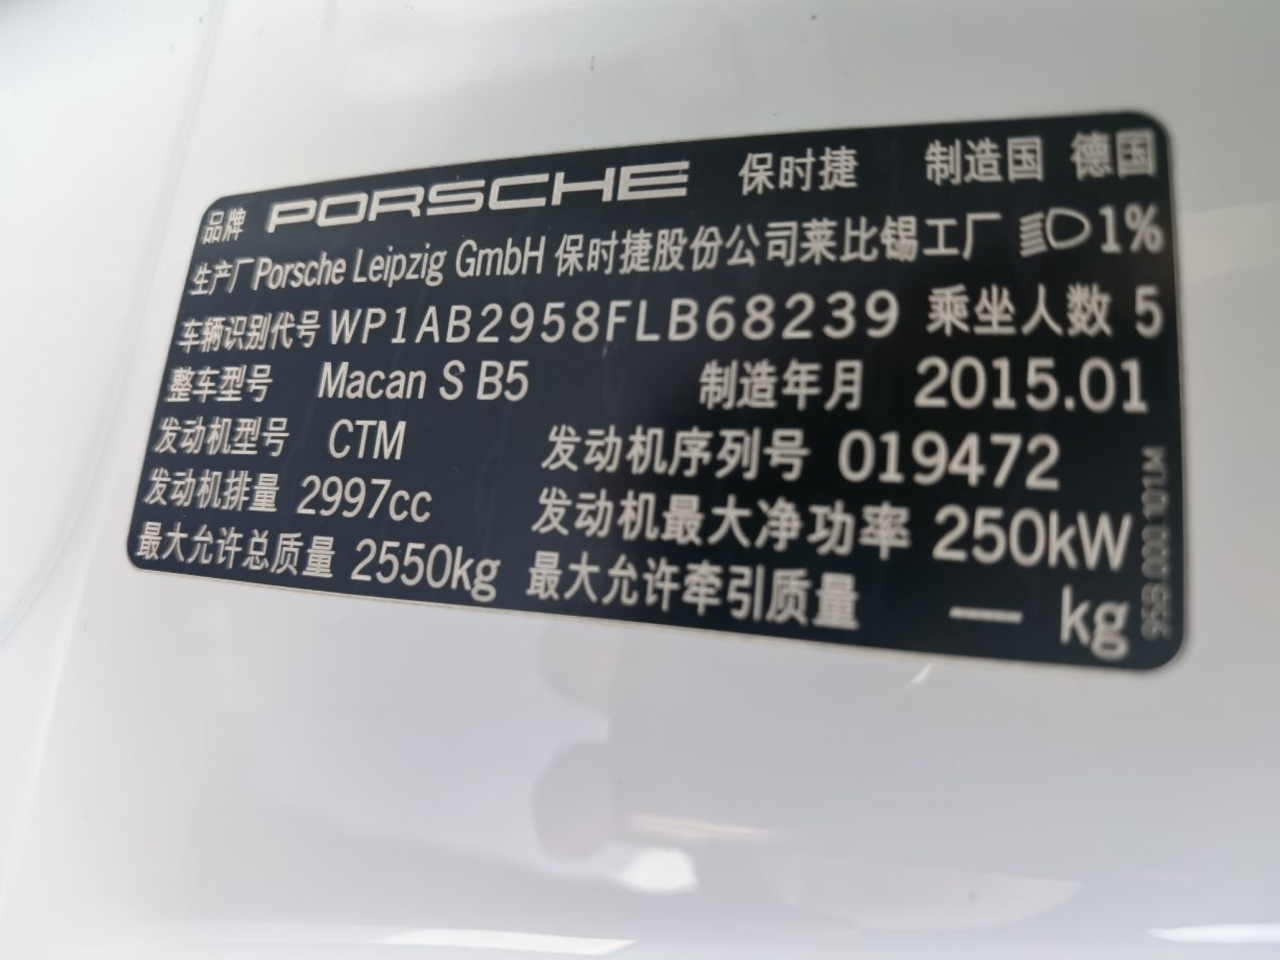 品牌 PORSCHE 保时捷 制造国 德国
生产厂 Porsche Leipzig GmbH 保时捷股份公司莱比锡工厂 1%
车辆识别代号 WP1AB2958FLB68239 乘坐人数 5
整车型号 Macan S B5 制造年月 2015.01
发动机型号 CTM 发动机序列号 019472
发动机排量 2997cc 发动机最大净功率 250kW
最大允许总质量 2550kg 最大允许牵引质量 — kg
95B.000.101.M